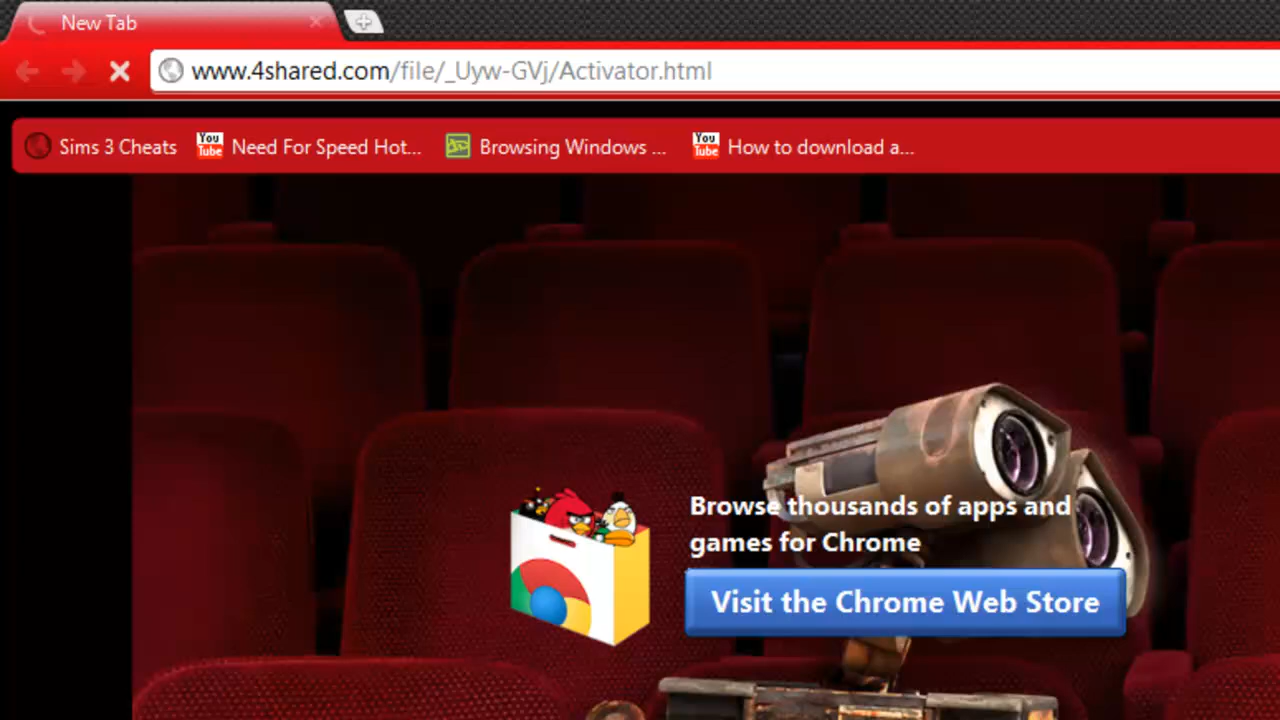 New Tab
www.4shared.com/file/_Uyw-GVj/Activator.html
Sims 3 Cheats
You Tube
Need For Speed Hot...
Browsing Windows ...
You Tube
How to download a...
Browse thousands of apps and
games for Chrome
Visit the Chrome Web Store